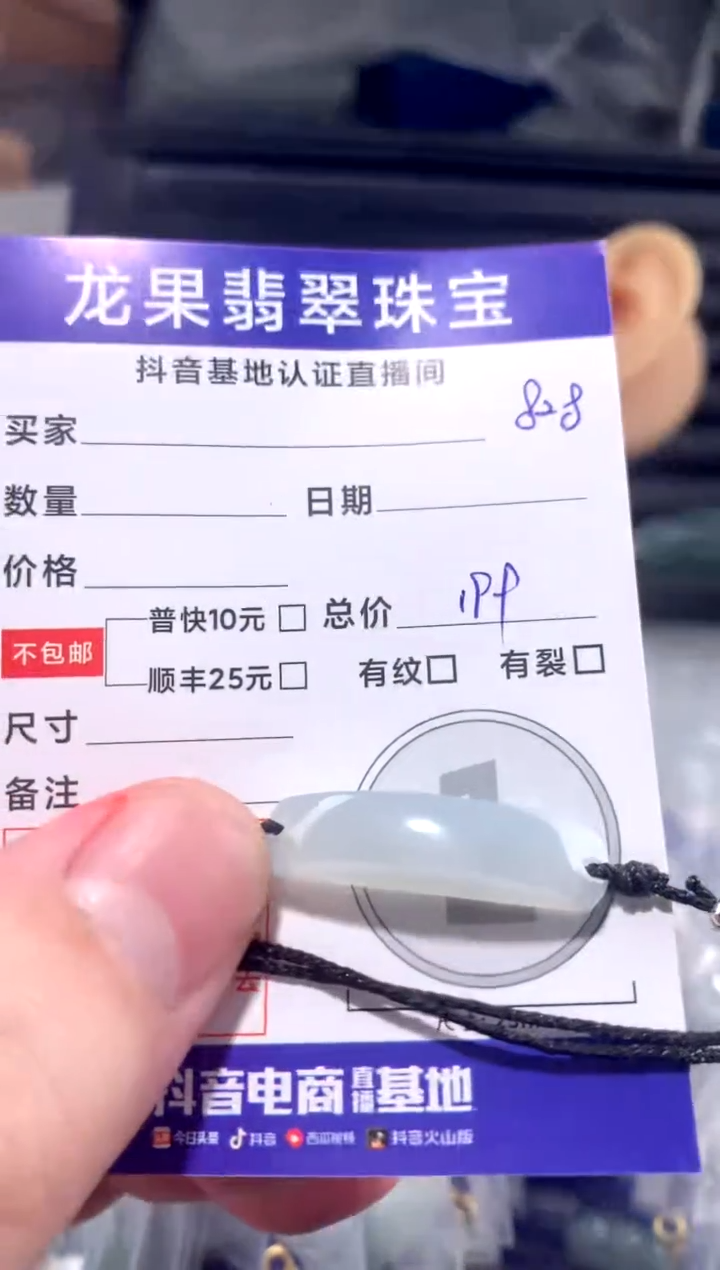 龙果翡翠珠宝
抖音基地认证直播间
828
买家
数量 日期
价格
普快10元 总价
不包邮
顺丰25元 有纹 有裂
尺寸
备注
去
抖音电商直播基地
今日头条 抖音 西瓜视频 抖音火山版